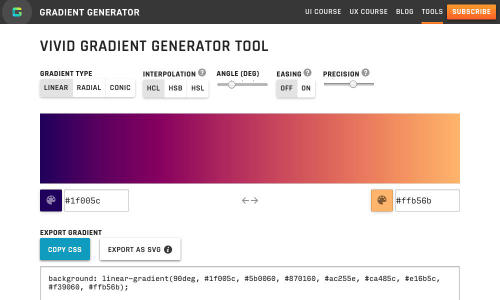 GRADIENT GENERATOR
UI COURSE UX COURSE BLOG TOOLS SUBSCRIBE
VIVID GRADIENT GENERATOR TOOL
GRADIENT TYPE INTERPOLATION ? ANGLE (DEG) EASING ? PRECISION ?
LINEAR RADIAL CONIC HCL HSB HSL OFF ON
#1f005c #ffb56b
EXPORT GRADIENT
COPY CSS EXPORT AS SVG i
background: linear-gradient(90deg, #1f005c, #5b0060, #870160, #ac255e, #ca485c, #e16b5c,
#f39060, #ffb56b);